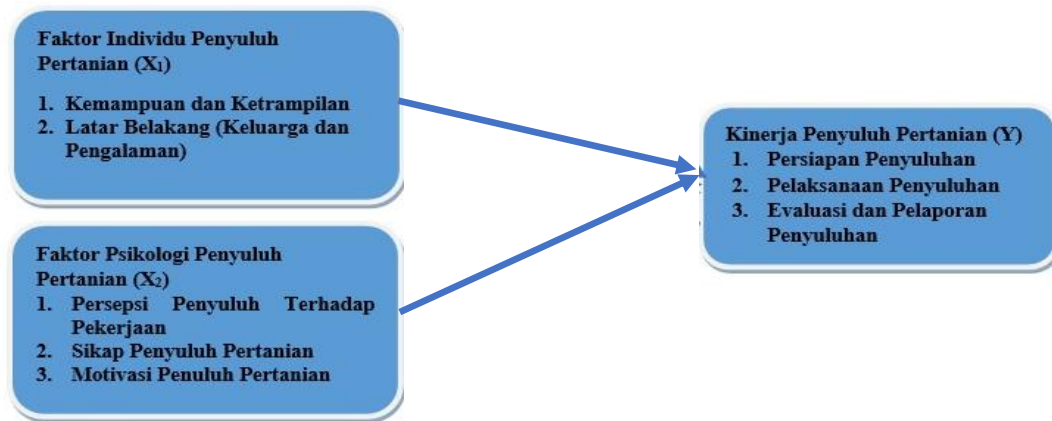 Faktor Individu Penyuluh
Pertanian (X₁)
1. Kemampuan dan Ketrampilan
2. Latar Belakang (Keluarga dan
Pengalaman)
Faktor Psikologi Penyuluh
Pertanian (X₂)
1. Persepsi Penyuluh Terhadap
Pekerjaan
2. Sikap Penyuluh Pertanian
3. Motivasi Penuluh Pertanian
Kinerja Penyuluh Pertanian (Y)
1. Persiapan Penyuluhan
2. Pelaksanaan Penyuluhan
3. Evaluasi dan Pelaporan
Penyuluhan